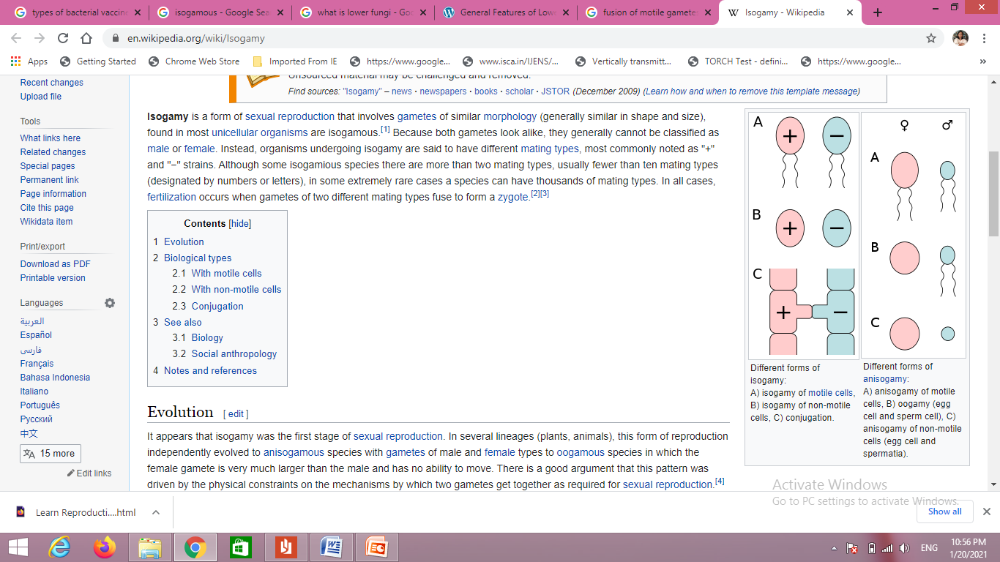 types of bacterial vaccine
isogamous - Google Sea
what is lower fungi - Goo
General Features of Low
fusion of motile gamete
Isogamy - Wikipedia
en.wikipedia.org/wiki/Isogamy
Apps
Getting Started
Chrome Web Store
Imported From IE
https://www.google...
www.isca.in/IJENS/...
Vertically transmitt...
TORCH Test - defini...
https://www.google...
»
Recent changes
Upload file
Tools
What links here
Related changes
Special pages
Permanent link
Page information
Cite this page
Wikidata item
Print/export
Download as PDF
Printable version
Languages
العربية
Español
فارسی
Français
Bahasa Indonesia
Italiano
Português
Русский
中文
15 more
Edit links
Unsourced material may be challenged and removed.
Find sources: "Isogamy" – news · newspapers · books · scholar · JSTOR (December 2009) (Learn how and when to remove this template message)
Isogamy is a form of sexual reproduction that involves gametes of similar morphology (generally similar in shape and size),
found in most unicellular organisms are isogamous.[1] Because both gametes look alike, they generally cannot be classified as
male or female. Instead, organisms undergoing isogamy are said to have different mating types, most commonly noted as "+"
and "–" strains. Although some isogamious species there are more than two mating types, usually fewer than ten mating types
(designated by numbers or letters), in some extremely rare cases a species can have thousands of mating types. In all cases,
fertilization occurs when gametes of two different mating types fuse to form a zygote.[2][3]
Contents [hide]
1 Evolution
2 Biological types
2.1 With motile cells
2.2 With non-motile cells
2.3 Conjugation
3 See also
3.1 Biology
3.2 Social anthropology
4 Notes and references
Evolution [ edit ]
It appears that isogamy was the first stage of sexual reproduction. In several lineages (plants, animals), this form of reproduction
independently evolved to anisogamous species with gametes of male and female types to oogamous species in which the
female gamete is very much larger than the male and has no ability to move. There is a good argument that this pattern was
driven by the physical constraints on the mechanisms by which two gametes get together as required for sexual reproduction.[4]
A + −
B + −
C + −
♀ ♂
A
B
C
Different forms of
isogamy:
A) isogamy of motile cells,
B) isogamy of non-motile
cells, C) conjugation.
Different forms of
anisogamy:
A) anisogamy of motile
cells, B) oogamy (egg
cell and sperm cell), C)
anisogamy of non-motile
cells (egg cell and
spermatia).
Activate Windows
Go to PC settings to activate Windows.
Learn Reproducti....html
Show all
ENG
10:56 PM
1/20/2021